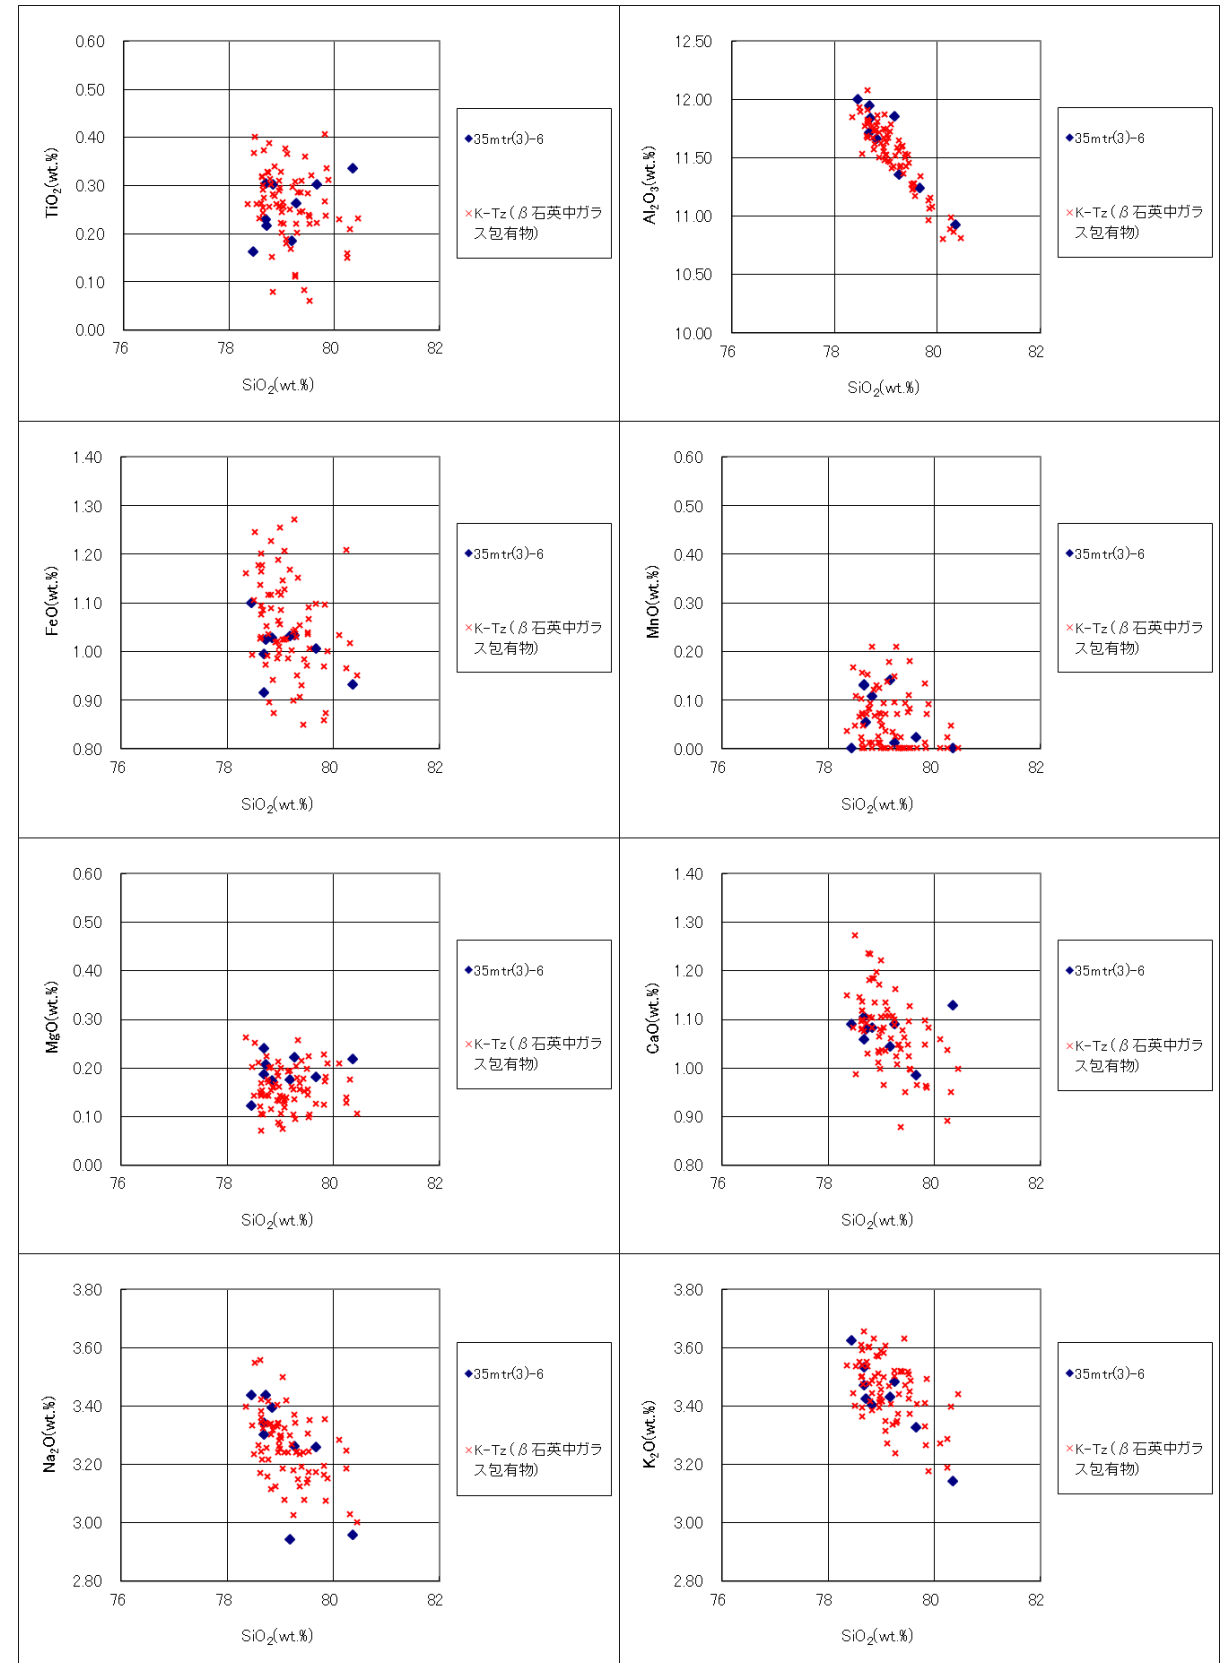 0.60
0.50
0.40
0.30
0.20
0.10
0.00
76 78 80 82
TiO2(wt.%)
SiO2(wt.%)
35mtr(3)-6
K-Tz(β石英中ガラ
ス包有物)
12.50
12.00
11.50
11.00
10.50
10.00
76 78 80 82
Al2O3(wt.%)
SiO2(wt.%)
35mtr(3)-6
K-Tz(β石英中ガラ
ス包有物)
1.40
1.30
1.20
1.10
1.00
0.90
0.80
76 78 80 82
FeO(wt.%)
SiO2(wt.%)
35mtr(3)-6
K-Tz(β石英中ガラ
ス包有物)
0.60
0.50
0.40
0.30
0.20
0.10
0.00
76 78 80 82
MnO(wt.%)
SiO2(wt.%)
35mtr(3)-6
K-Tz(β石英中ガラ
ス包有物)
0.60
0.50
0.40
0.30
0.20
0.10
0.00
76 78 80 82
MgO(wt.%)
SiO2(wt.%)
35mtr(3)-6
K-Tz(β石英中ガラ
ス包有物)
1.40
1.30
1.20
1.10
1.00
0.90
0.80
76 78 80 82
CaO(wt.%)
SiO2(wt.%)
35mtr(3)-6
K-Tz(β石英中ガラ
ス包有物)
3.80
3.60
3.40
3.20
3.00
2.80
76 78 80 82
Na2O(wt.%)
SiO2(wt.%)
35mtr(3)-6
K-Tz(β石英中ガラ
ス包有物)
3.80
3.60
3.40
3.20
3.00
2.80
76 78 80 82
K2O(wt.%)
SiO2(wt.%)
35mtr(3)-6
K-Tz(β石英中ガラ
ス包有物)